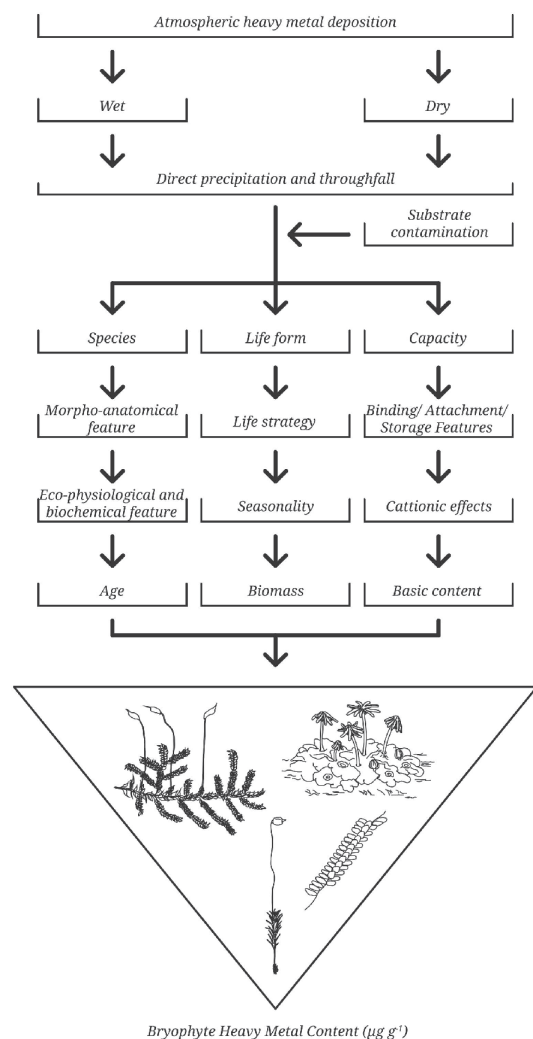 Atmospheric heavy metal deposition
Wet
Dry
Direct precipitation and throughfall
Substrate
contamination
Species
Life form
Capacity
Morpho-anatomical
feature
Life strategy
Binding/ Attachment/
Storage Features
Eco-physiological and
biochemical feature
Seasonality
Cattionic effects
Age
Biomass
Basic content
Bryophyte Heavy Metal Content (µg g⁻¹)